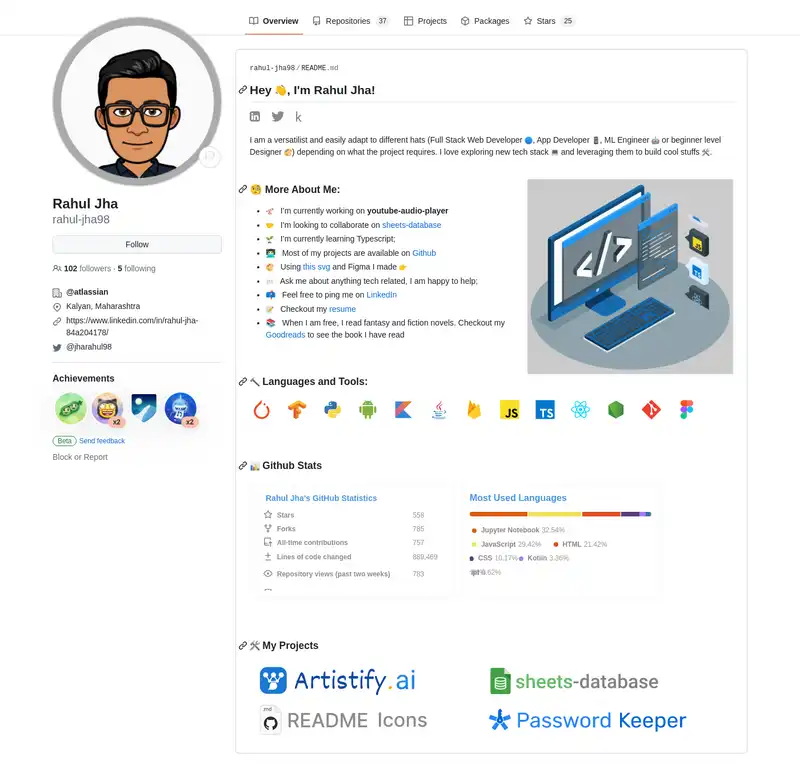 Overview
Repositories 37
Projects
Packages
Stars 25
Rahul Jha
rahul-jha98
Follow
102 followers · 5 following
@atlassian
Kalyan, Maharashtra
https://www.linkedin.com/in/rahul-jha-
84a204178/
@jharahul98
Achievements
x2
x2
Beta Send feedback
Block or Report
rahul-jha98/README.md
Hey 👋, I'm Rahul Jha!
I am a versatilist and easily adapt to different hats (Full Stack Web Developer 🌐, App Developer 📱, ML Engineer 🤖 or beginner level
Designer 🎨) depending on what the project requires. I love exploring new tech stack 💻 and leveraging them to build cool stuffs 🛠.
🧐 More About Me:
I'm currently working on youtube-audio-player
I'm looking to collaborate on sheets-database
I'm currently learning Typescript;
Most of my projects are available on Github
Using this svg and Figma I made 👉
Ask me about anything tech related, I am happy to help;
Feel free to ping me on LinkedIn
Checkout my resume
When I am free, I read fantasy and fiction novels. Checkout my
Goodreads to see the book I have read
</>
JS
TS
🔨 Languages and Tools:
JS
TS
📊 Github Stats
Rahul Jha's GitHub Statistics
Stars 558
Forks 785
All-time contributions 757
Lines of code changed 889,469
Repository views (past two weeks) 783
Most Used Languages
Jupyter Notebook 32.54%
JavaScript 29.42%
HTML 21.42%
CSS 10.17%
Kotlin 3.26%
🛠 My Projects
Artistify.ai
sheets-database
.md
README Icons
Password Keeper